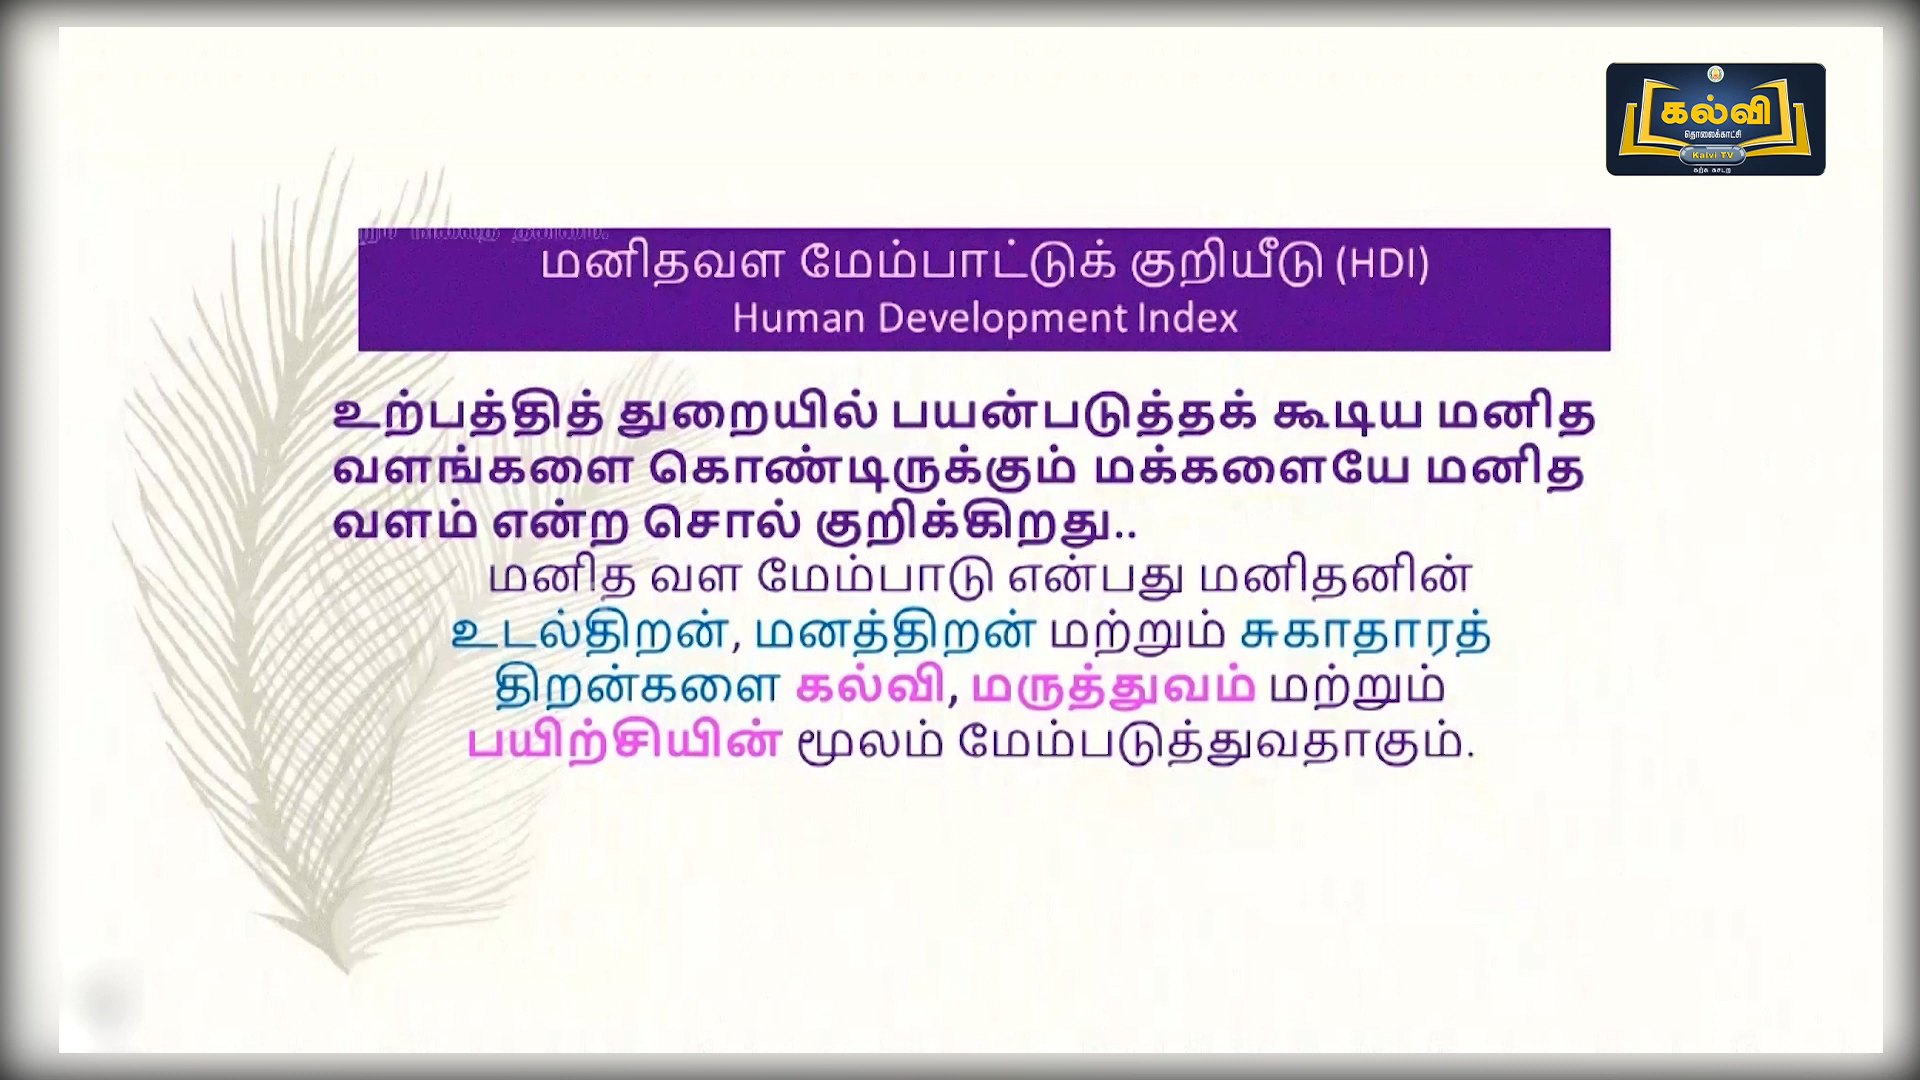 கல்வி
தொலைக்காட்சி
Kalvi TV
கற்க கசடற
மனிதவள மேம்பாட்டுக் குறியீடு (HDI)
Human Development Index
உற்பத்தித் துறையில் பயன்படுத்தக் கூடிய மனித
வளங்களை கொண்டிருக்கும் மக்களையே மனித
வளம் என்ற சொல் குறிக்கிறது..
மனித வள மேம்பாடு என்பது மனிதனின்
உடல்திறன், மனத்திறன் மற்றும் சுகாதாரத்
திறன்களை கல்வி, மருத்துவம் மற்றும்
பயிற்சியின் மூலம் மேம்படுத்துவதாகும்.